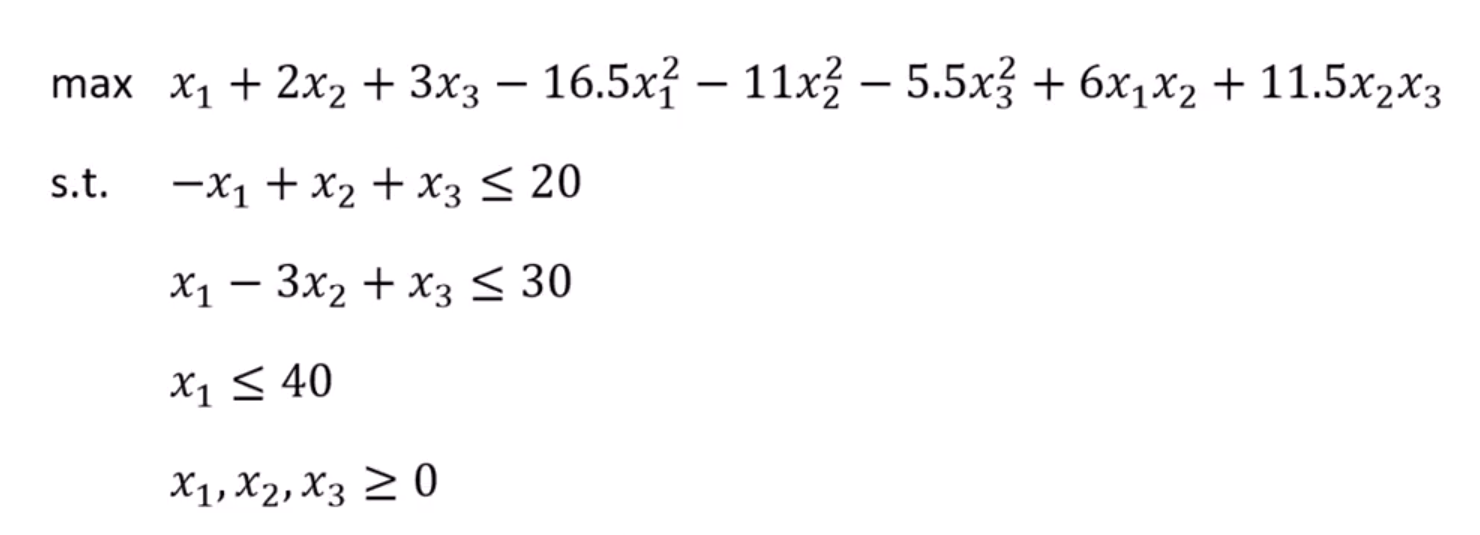 max x₁ + 2x₂ + 3x₃ − 16.5x₁² − 11x₂² − 5.5x₃² + 6x₁x₂ + 11.5x₂x₃
s.t. −x₁ + x₂ + x₃ ≤ 20
x₁ − 3x₂ + x₃ ≤ 30
x₁ ≤ 40
x₁, x₂, x₃ ≥ 0